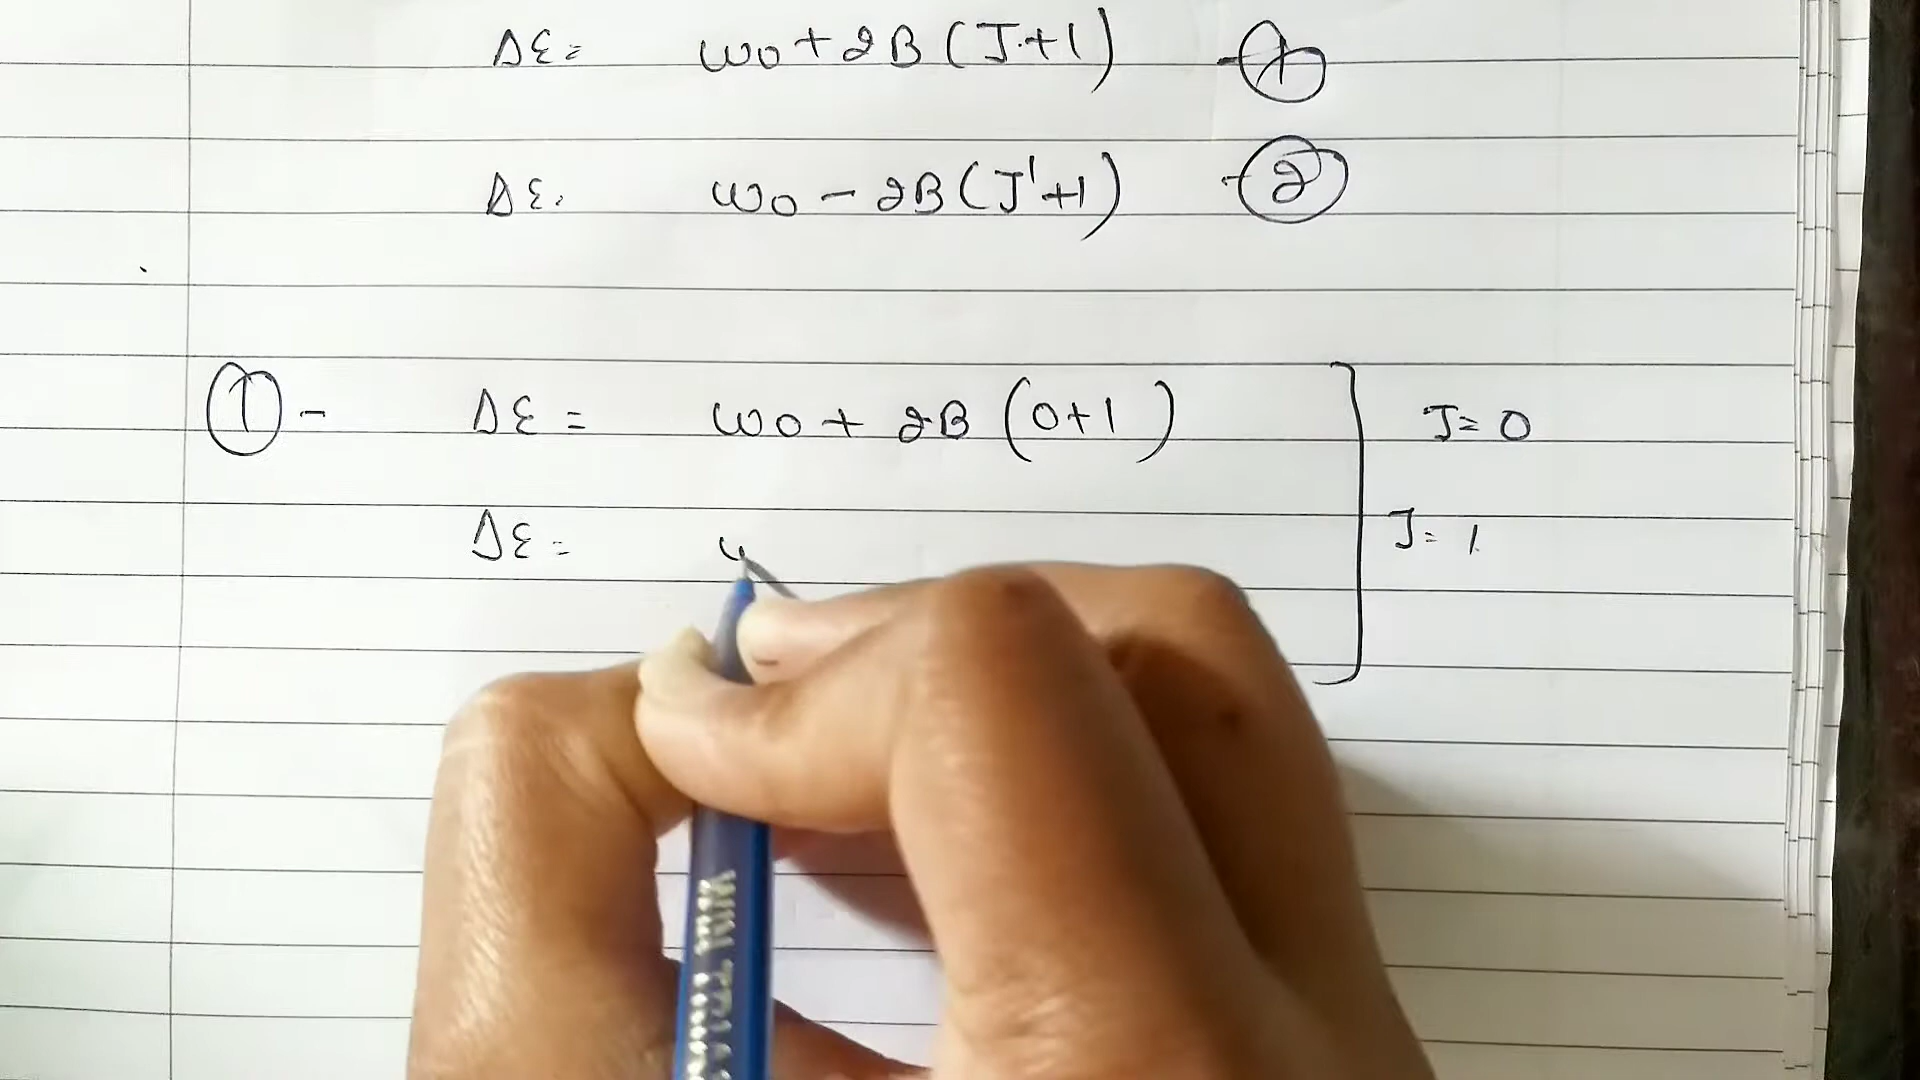 Δε = ω0 + 2B (J+1) - ①
Δε. ω0 - 2B (J'+1) - ②
① - Δε = ω0 + 2B (0+1) J= 0
Δε = J= 1.